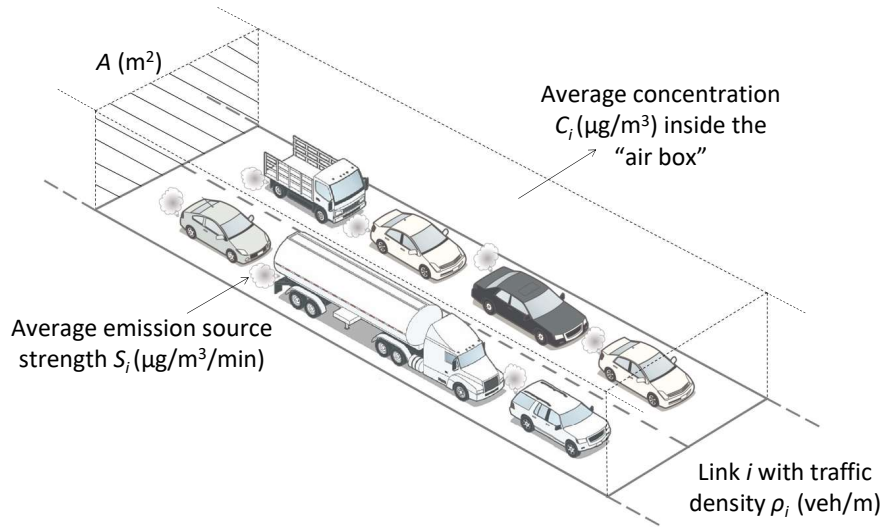 A (m²)
Average concentration
Cᵢ (μg/m³) inside the
“air box”
Average emission source
strength Sᵢ (μg/m³/min)
Link i with traffic
density ρᵢ (veh/m)